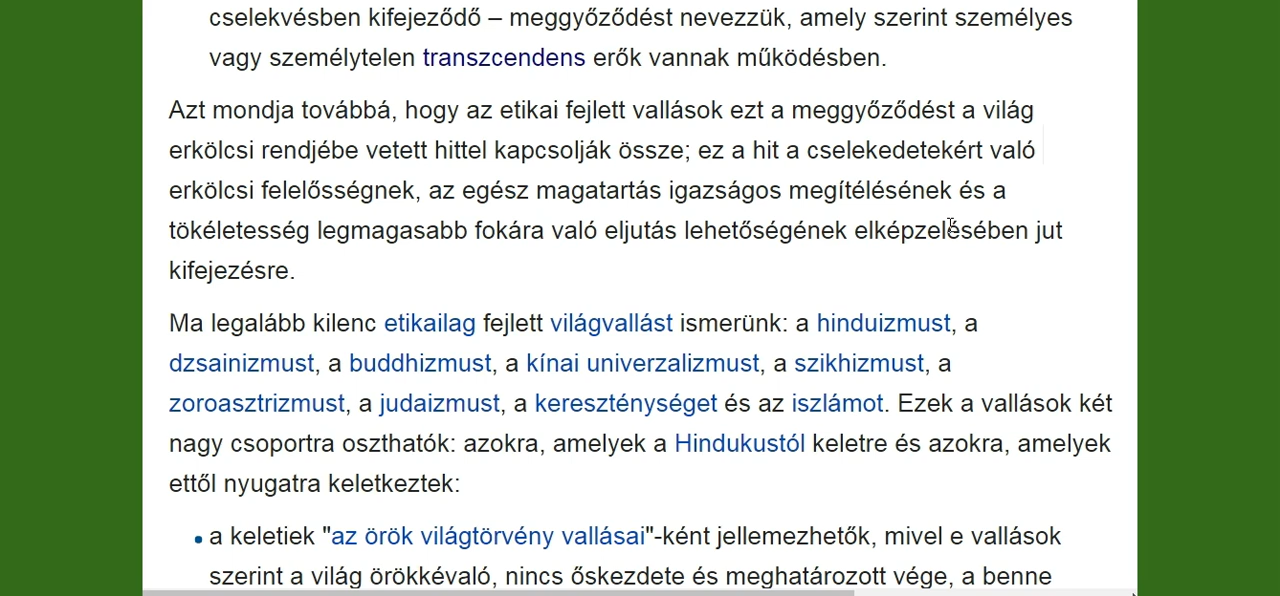 cselekvésben kifejeződő – meggyőződést nevezzük, amely szerint személyes
vagy személytelen transzcendens erők vannak működésben.
Azt mondja továbbá, hogy az etikai fejlett vallások ezt a meggyőződést a világ
erkölcsi rendjébe vetett hittel kapcsolják össze; ez a hit a cselekedetekért való
erkölcsi felelősségnek, az egész magatartás igazságos megítélésének és a
tökéletesség legmagasabb fokára való eljutás lehetőségének elképzelésében jut
kifejezésre.
Ma legalább kilenc etikailag fejlett világvallást ismerünk: a hinduizmust, a
dzsainizmust, a buddhizmust, a kínai univerzalizmust, a szikhizmust, a
zoroasztrizmust, a judaizmust, a kereszténységet és az iszlámot. Ezek a vallások két
nagy csoportra oszthatók: azokra, amelyek a Hindukustól keletre és azokra, amelyek
ettől nyugatra keletkeztek:
• a keletiek "az örök világtörvény vallásai"-ként jellemezhetők, mivel e vallások
szerint a világ örökkévaló, nincs őskezdete és meghatározott vége, a benne